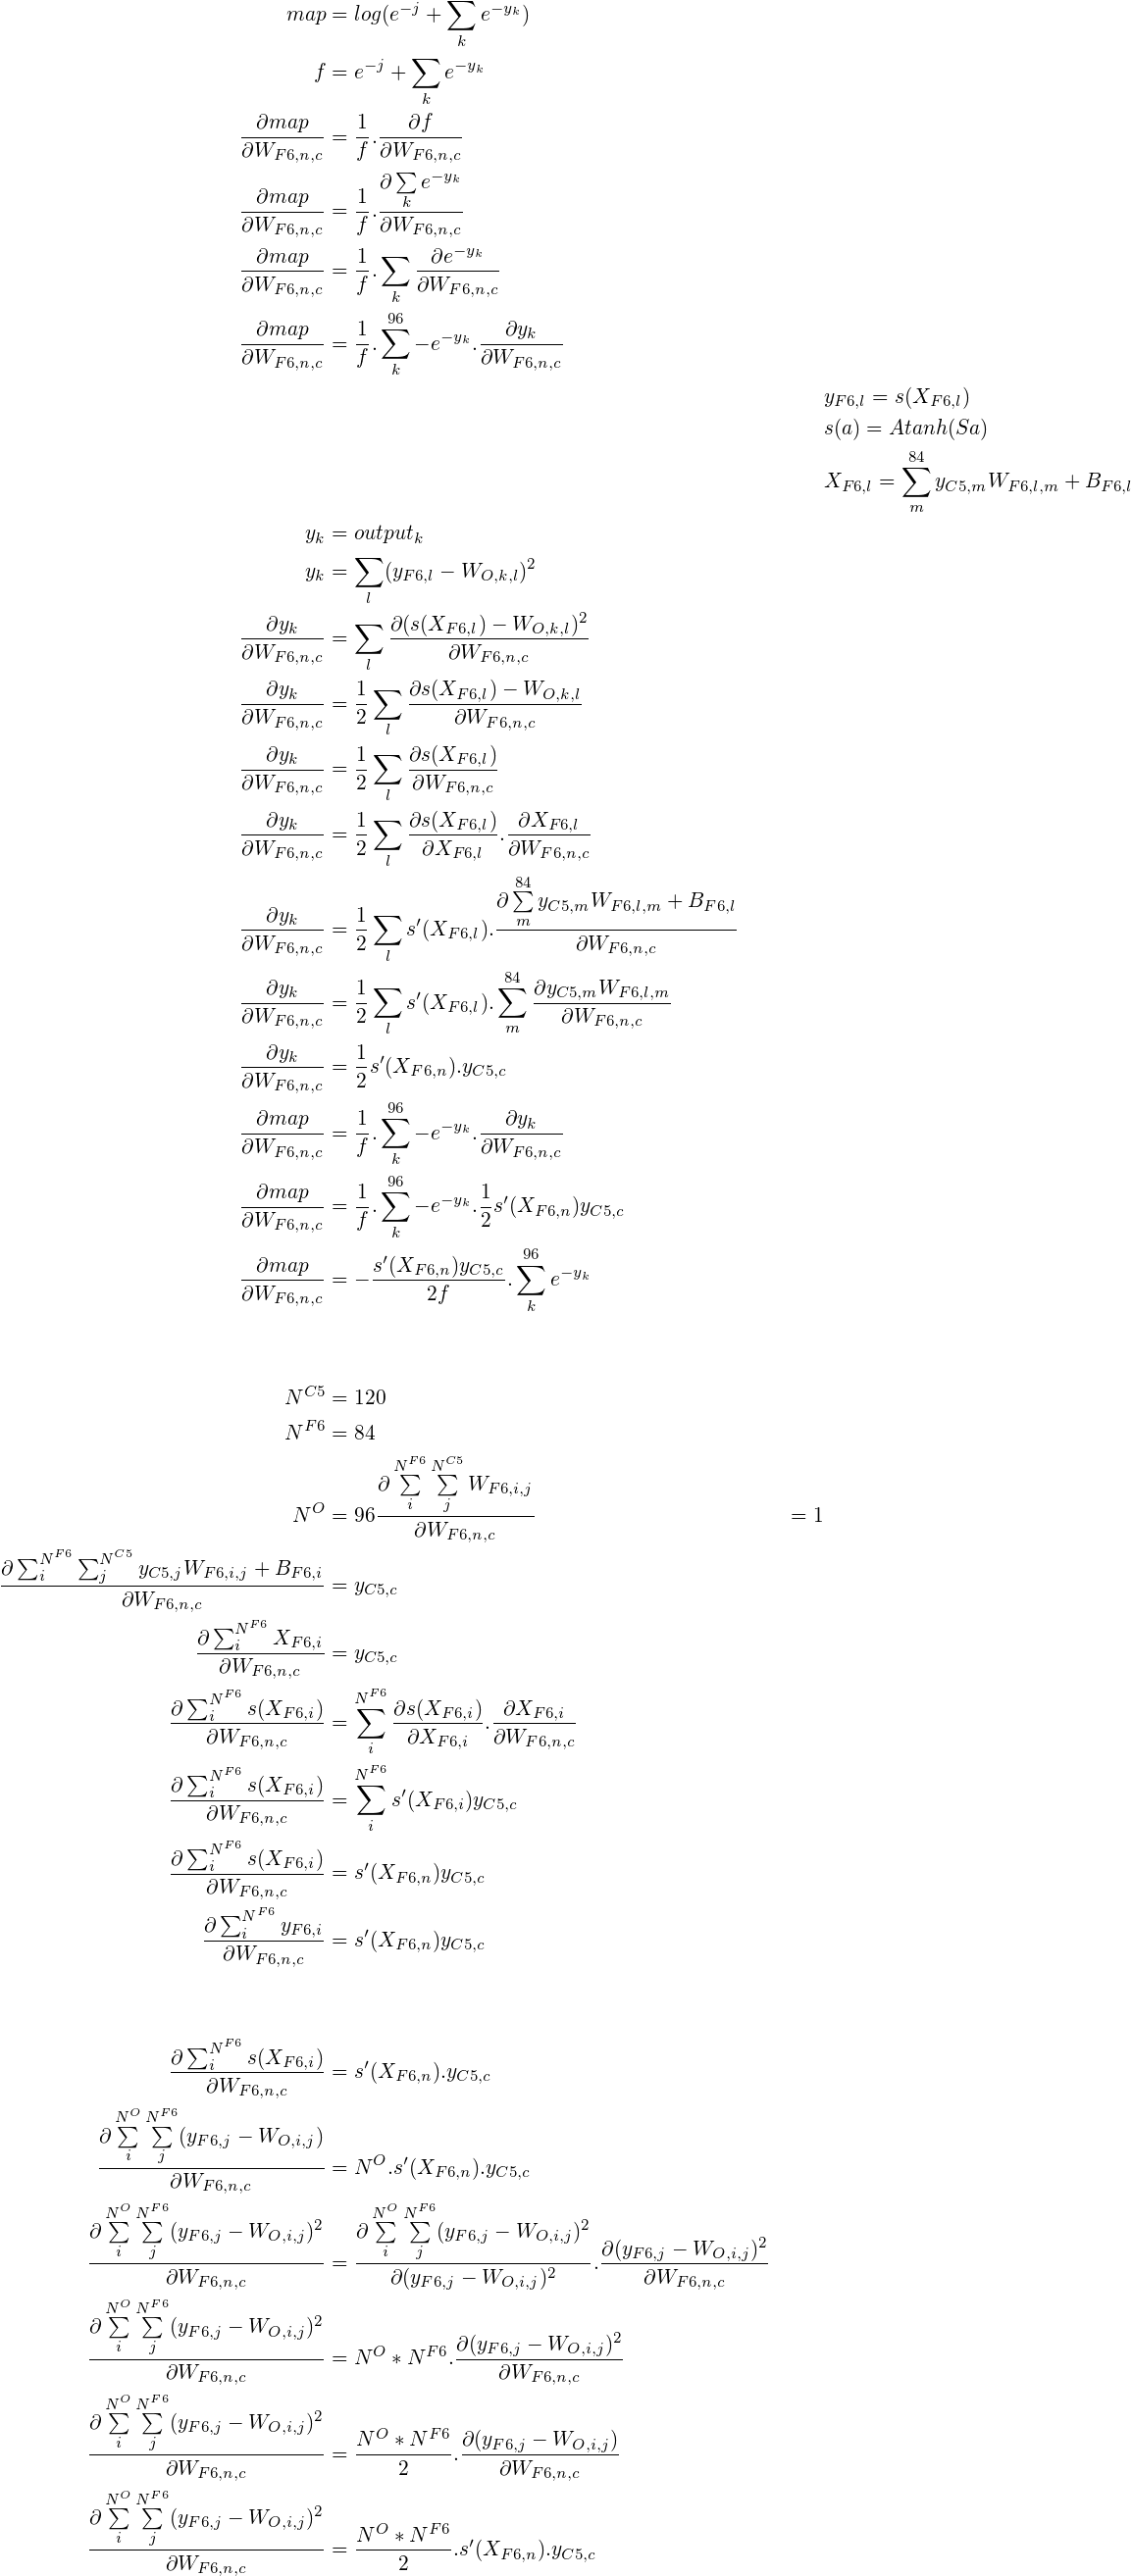 map = log(e^{-j} + \sum_k e^{-y_k})
f = e^{-j} + \sum_k e^{-y_k}
\frac{\partial map}{\partial W_{F6,n,c}} = \frac{1}{f} . \frac{\partial f}{\partial W_{F6,n,c}}
\frac{\partial map}{\partial W_{F6,n,c}} = \frac{1}{f} . \frac{\partial \sum_k e^{-y_k}}{\partial W_{F6,n,c}}
\frac{\partial map}{\partial W_{F6,n,c}} = \frac{1}{f} . \sum_k \frac{\partial e^{-y_k}}{\partial W_{F6,n,c}}
\frac{\partial map}{\partial W_{F6,n,c}} = \frac{1}{f} . \sum_k^{96} -e^{-y_k} . \frac{\partial y_k}{\partial W_{F6,n,c}}
y_{F6,l} = s(X_{F6,l})
s(a) = Atanh(Sa)
X_{F6,l} = \sum_m^{84} y_{C5,m} W_{F6,l,m} + B_{F6,l}
y_k = output_k
y_k = \sum_l (y_{F6,l} - W_{O,k,l})^2
\frac{\partial y_k}{\partial W_{F6,n,c}} = \sum_l \frac{\partial (s(X_{F6,l}) - W_{O,k,l})^2}{\partial W_{F6,n,c}}
\frac{\partial y_k}{\partial W_{F6,n,c}} = \frac{1}{2} \sum_l \frac{\partial s(X_{F6,l}) - W_{O,k,l}}{\partial W_{F6,n,c}}
\frac{\partial y_k}{\partial W_{F6,n,c}} = \frac{1}{2} \sum_l \frac{\partial s(X_{F6,l})}{\partial W_{F6,n,c}}
\frac{\partial y_k}{\partial W_{F6,n,c}} = \frac{1}{2} \sum_l \frac{\partial s(X_{F6,l})}{\partial X_{F6,l}} . \frac{\partial X_{F6,l}}{\partial W_{F6,n,c}}
\frac{\partial y_k}{\partial W_{F6,n,c}} = \frac{1}{2} \sum_l s'(X_{F6,l}) . \frac{\partial \sum_m^{84} y_{C5,m} W_{F6,l,m} + B_{F6,l}}{\partial W_{F6,n,c}}
\frac{\partial y_k}{\partial W_{F6,n,c}} = \frac{1}{2} \sum_l s'(X_{F6,l}) . \sum_m^{84} \frac{\partial y_{C5,m} W_{F6,l,m}}{\partial W_{F6,n,c}}
\frac{\partial y_k}{\partial W_{F6,n,c}} = \frac{1}{2} s'(X_{F6,n}) . y_{C5,c}
\frac{\partial map}{\partial W_{F6,n,c}} = \frac{1}{f} . \sum_k^{96} -e^{-y_k} . \frac{\partial y_k}{\partial W_{F6,n,c}}
\frac{\partial map}{\partial W_{F6,n,c}} = \frac{1}{f} . \sum_k^{96} -e^{-y_k} . \frac{1}{2} s'(X_{F6,n}) y_{C5,c}
\frac{\partial map}{\partial W_{F6,n,c}} = -\frac{s'(X_{F6,n}) y_{C5,c}}{2f} . \sum_k^{96} e^{-y_k}
N^{C5} = 120
N^{F6} = 84
N^O = 96 \frac{\partial \sum_i^{N^{F6}} \sum_j^{N^{C5}} W_{F6,i,j}}{\partial W_{F6,n,c}} = 1
\frac{\partial \sum_i^{N^{F6}} \sum_j^{N^{C5}} y_{C5,j} W_{F6,i,j} + B_{F6,i}}{\partial W_{F6,n,c}} = y_{C5,c}
\frac{\partial \sum_i^{N^{F6}} X_{F6,i}}{\partial W_{F6,n,c}} = y_{C5,c}
\frac{\partial \sum_i^{N^{F6}} s(X_{F6,i})}{\partial W_{F6,n,c}} = \sum_i^{N^{F6}} \frac{\partial s(X_{F6,i})}{\partial X_{F6,i}} . \frac{\partial X_{F6,i}}{\partial W_{F6,n,c}}
\frac{\partial \sum_i^{N^{F6}} s(X_{F6,i})}{\partial W_{F6,n,c}} = \sum_i^{N^{F6}} s'(X_{F6,i}) y_{C5,c}
\frac{\partial \sum_i^{N^{F6}} s(X_{F6,i})}{\partial W_{F6,n,c}} = s'(X_{F6,n}) y_{C5,c}
\frac{\partial \sum_i^{N^{F6}} y_{F6,i}}{\partial W_{F6,n,c}} = s'(X_{F6,n}) y_{C5,c}
\frac{\partial \sum_i^{N^{F6}} s(X_{F6,i})}{\partial W_{F6,n,c}} = s'(X_{F6,n}) . y_{C5,c}
\frac{\partial \sum_i^{N^O} \sum_j^{N^{F6}} (y_{F6,j} - W_{O,i,j})}{\partial W_{F6,n,c}} = N^O . s'(X_{F6,n}) . y_{C5,c}
\frac{\partial \sum_i^{N^O} \sum_j^{N^{F6}} (y_{F6,j} - W_{O,i,j})^2}{\partial W_{F6,n,c}} = \frac{\partial \sum_i^{N^O} \sum_j^{N^{F6}} (y_{F6,j} - W_{O,i,j})^2}{\partial (y_{F6,j} - W_{O,i,j})^2} . \frac{\partial (y_{F6,j} - W_{O,i,j})^2}{\partial W_{F6,n,c}}
\frac{\partial \sum_i^{N^O} \sum_j^{N^{F6}} (y_{F6,j} - W_{O,i,j})^2}{\partial W_{F6,n,c}} = N^O * N^{F6} . \frac{\partial (y_{F6,j} - W_{O,i,j})^2}{\partial W_{F6,n,c}}
\frac{\partial \sum_i^{N^O} \sum_j^{N^{F6}} (y_{F6,j} - W_{O,i,j})^2}{\partial W_{F6,n,c}} = \frac{N^O * N^{F6}}{2} . \frac{\partial (y_{F6,j} - W_{O,i,j})}{\partial W_{F6,n,c}}
\frac{\partial \sum_i^{N^O} \sum_j^{N^{F6}} (y_{F6,j} - W_{O,i,j})^2}{\partial W_{F6,n,c}} = \frac{N^O * N^{F6}}{2} . s'(X_{F6,n}) . y_{C5,c}